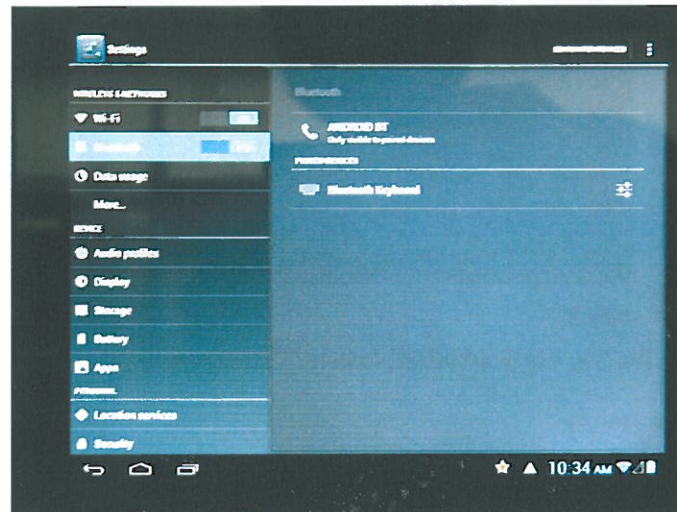 Settings
WIRELESS & NETWORKS
Wi-Fi
Bluetooth
Data usage
More...
DEVICE
Audio profiles
Display
Storage
Battery
Apps
PERSONAL
Location services
Security
Bluetooth
ANDROID BT
Only visible to paired devices
PAIRED DEVICES
Bluetooth Keyboard
10:34 AM